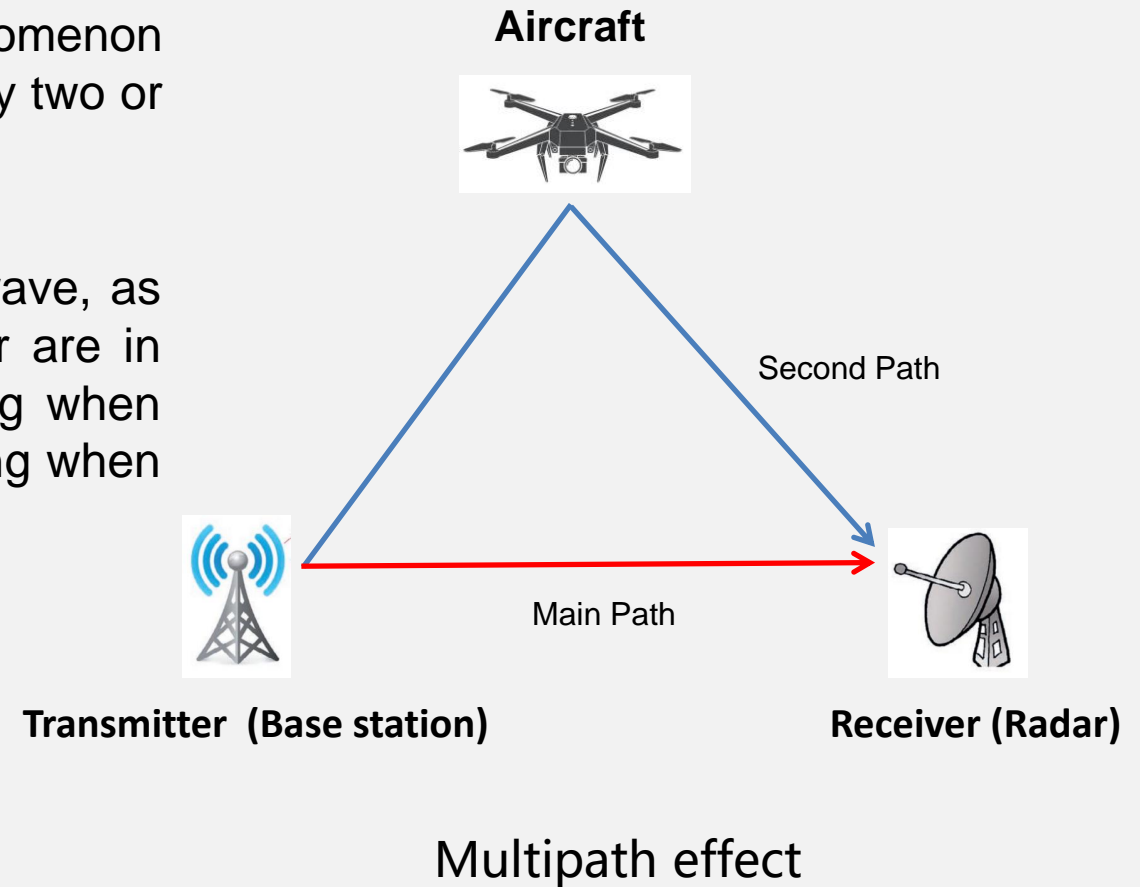 omenon
y two or
ave, as
r are in
g when
ng when
Aircraft
Second Path
Main Path
Transmitter (Base station)
Receiver (Radar)
Multipath effect